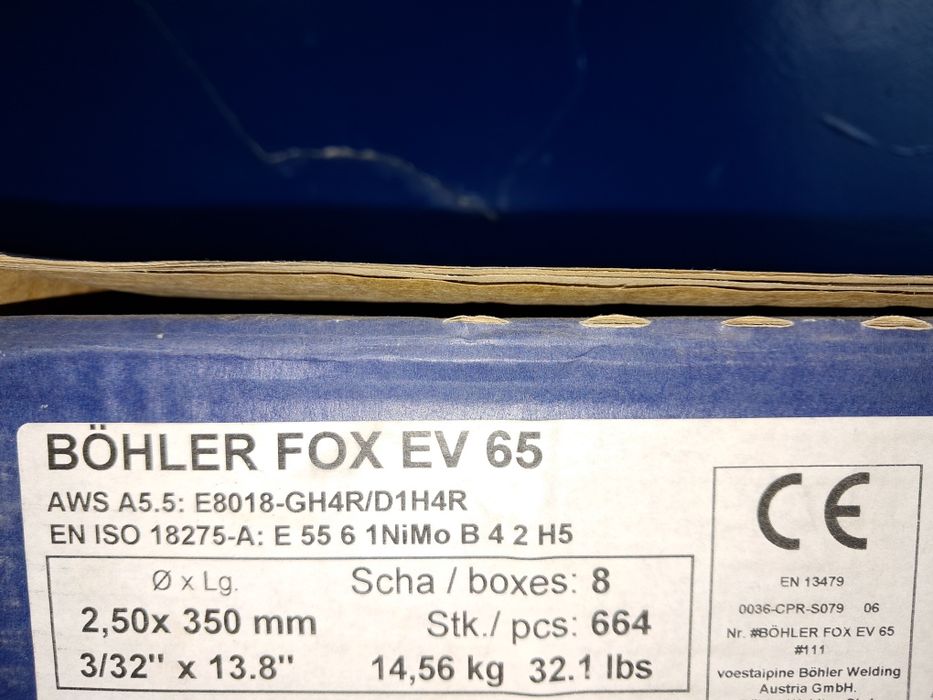 BÖHLER FOX EV 65
AWS A5.5: E8018-GH4R/D1H4R
EN ISO 18275-A: E 55 6 1NiMo B 4 2 H5
Ø x Lg.
Scha / boxes: 8
2,50x 350 mm
Stk./ pcs: 664
3/32" x 13.8"
14,56 kg 32.1 lbs
CE
EN 13479
0036-CPR-S079 06
Nr. #BÖHLER FOX EV 65
#111
voestalpine Böhler Welding
Austria GmbH.